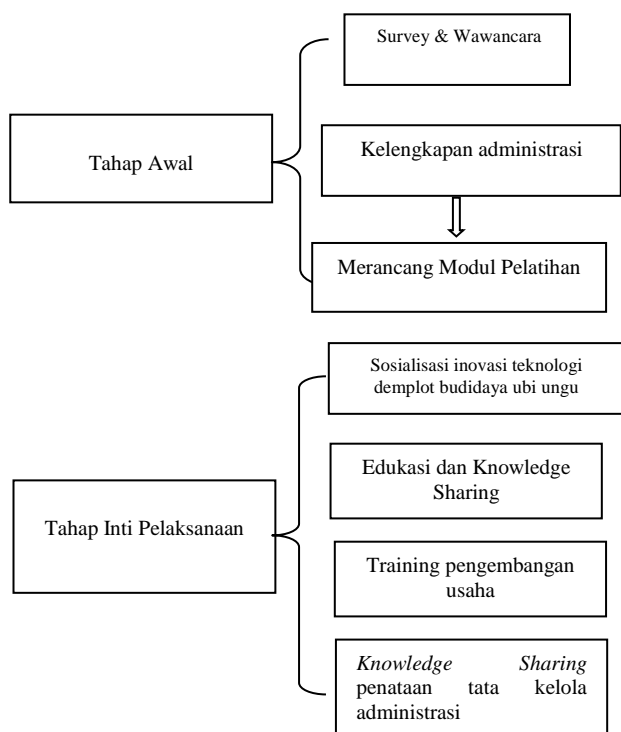 Survey & Wawancara
Tahap Awal
Kelengkapan administrasi
Merancang Modul Pelatihan
Sosialisasi inovasi teknologi
demplot budidaya ubi ungu
Edukasi dan Knowledge
Sharing
Tahap Inti Pelaksanaan
Training pengembangan
usaha
Knowledge Sharing
penataan tata kelola
administrasi